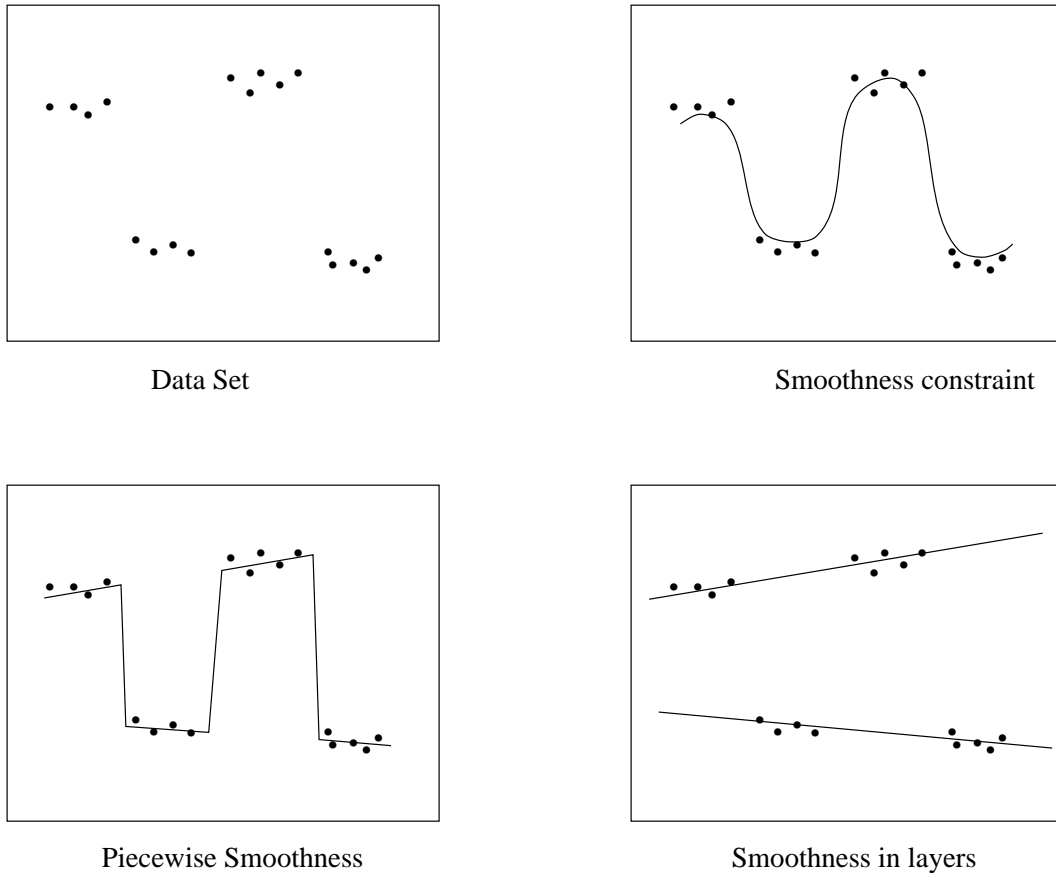 Data Set
Smoothness constraint
Piecewise Smoothness
Smoothness in layers